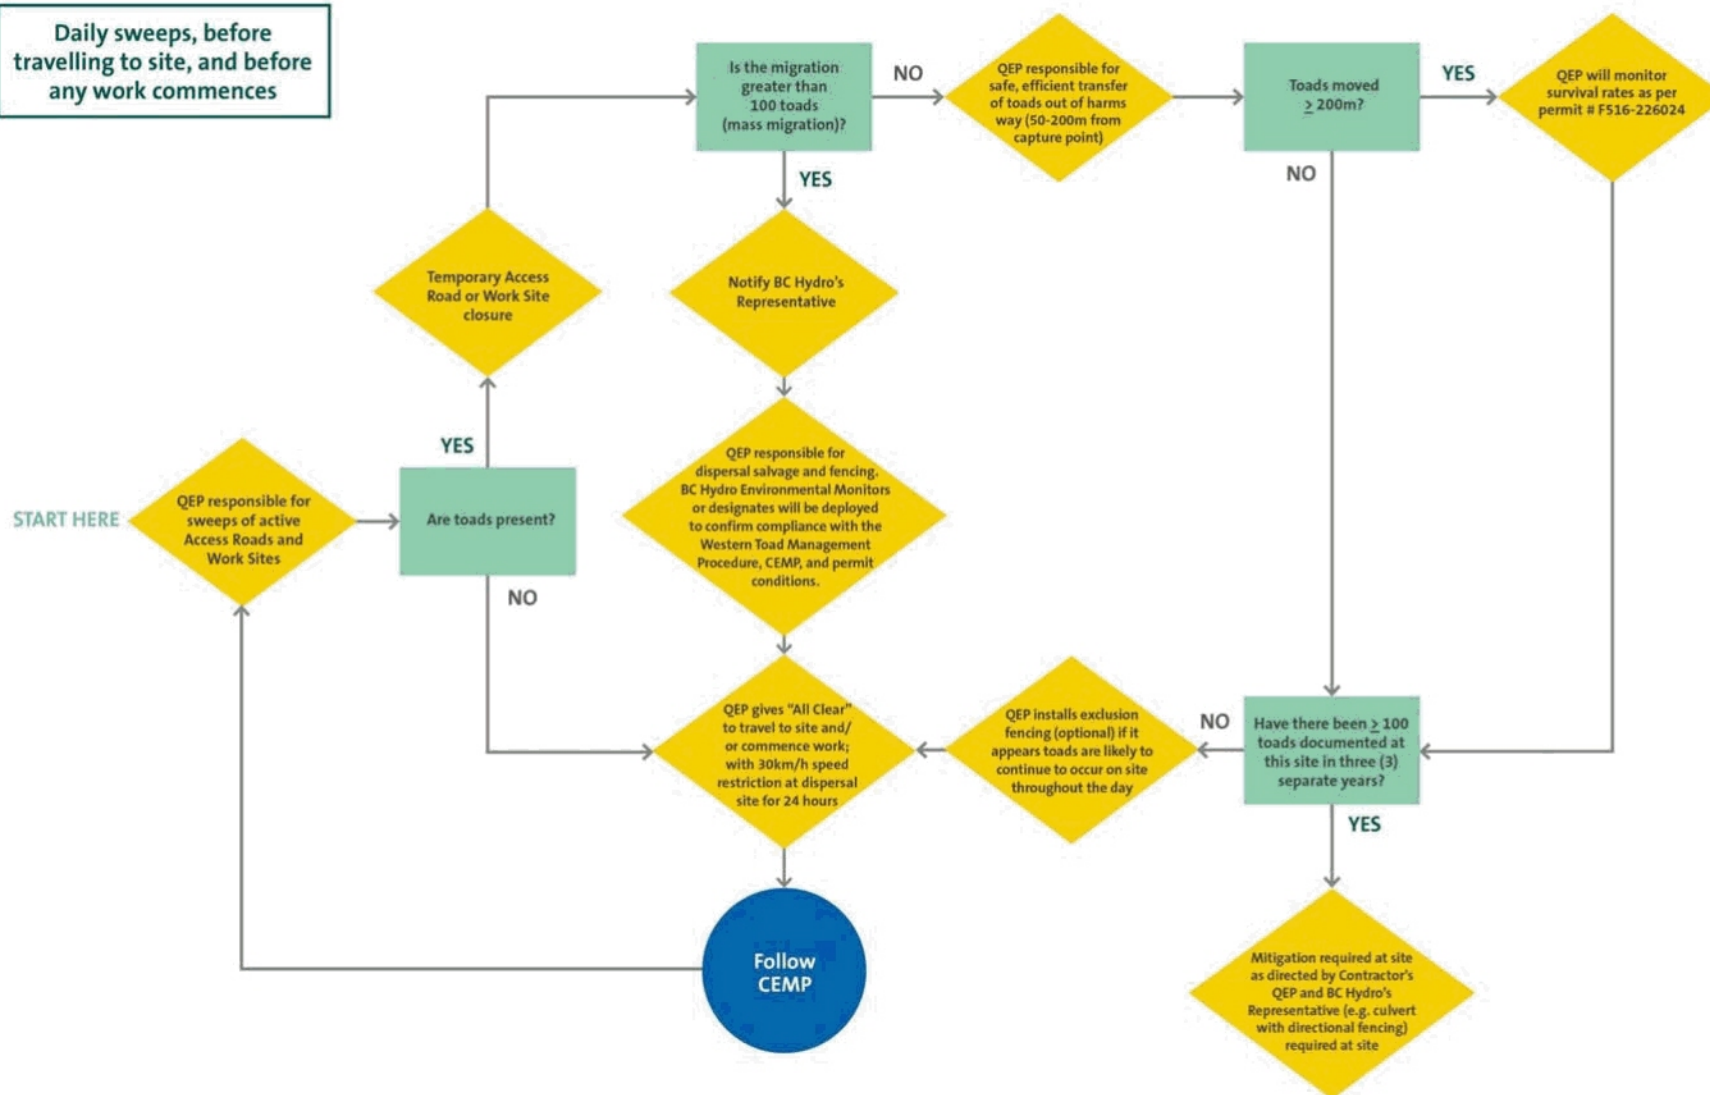 Daily sweeps, before
travelling to site, and before
any work commences
Is the migration
greater than
100 toads
(mass migration)?
NO
QEP responsible for
safe, efficient transfer
of toads out of harms
way (50-200m from
capture point)
Toads moved
≥ 200m?
YES
QEP will monitor
survival rates as per
permit # FS16-226024
YES
NO
Temporary Access
Road or Work Site
closure
Notify BC Hydro's
Representative
YES
START HERE
QEP responsible for
sweeps of active
Access Roads and
Work Sites
Are toads present?
NO
QEP responsible for
dispersal salvage and fencing.
BC Hydro Environmental Monitors
or designates will be deployed
to confirm compliance with the
Western Toad Management
Procedure, CEMP, and permit
conditions.
QEP gives "All Clear"
to travel to site and/
or commence work;
with 30km/h speed
restriction at dispersal
site for 24 hours
QEP installs exclusion
fencing (optional) if it
appears toads are likely to
continue to occur on site
throughout the day
NO
Have there been ≥ 100
toads documented at
this site in three (3)
separate years?
YES
Follow
CEMP
Mitigation required at site
as directed by Contractor's
QEP and BC Hydro's
Representative (e.g. culvert
with directional fencing)
required at site